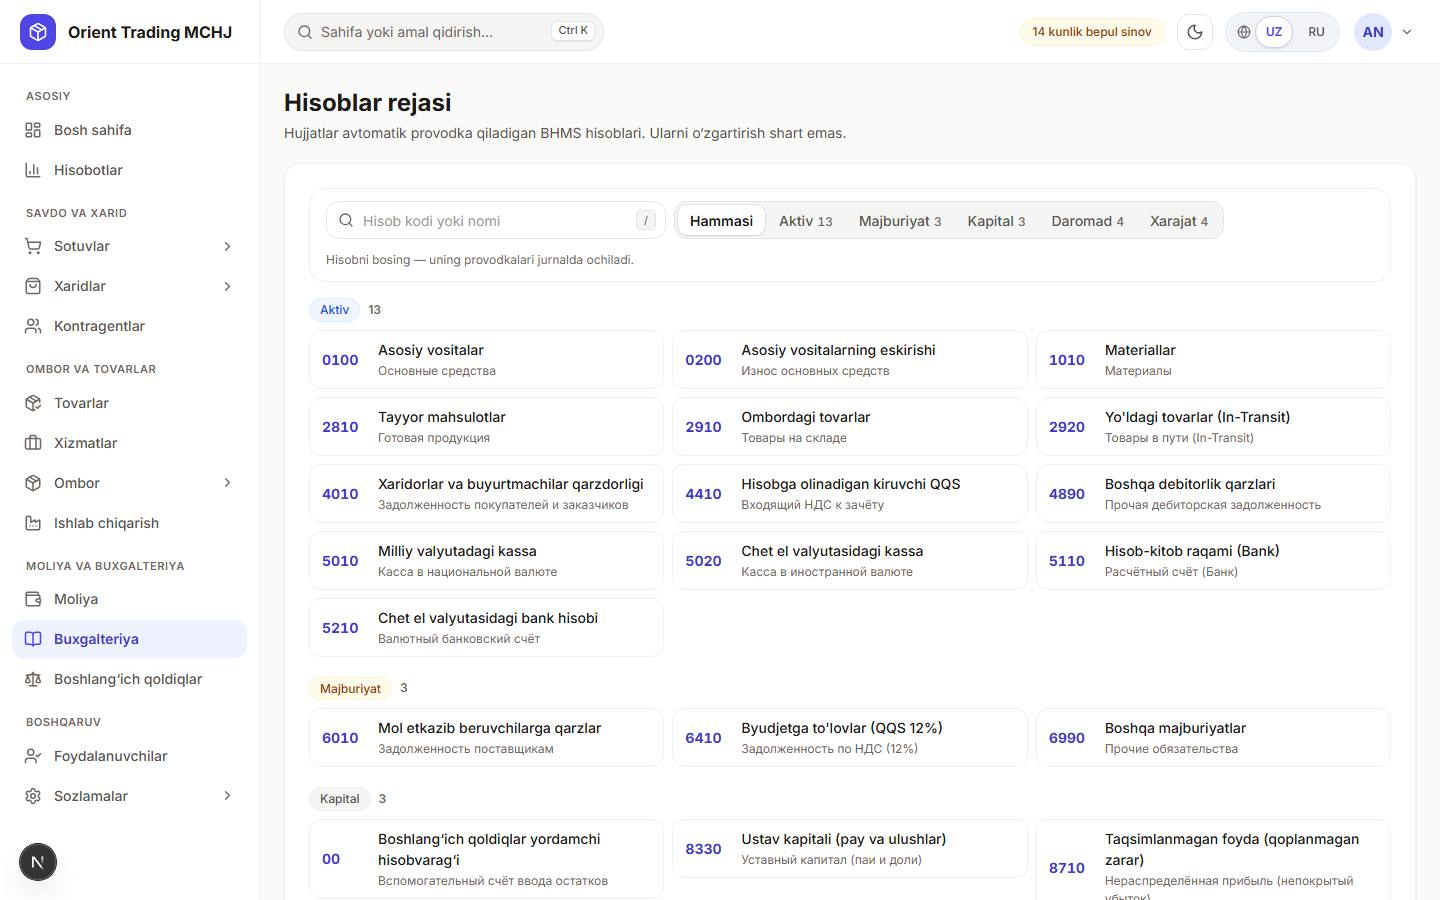 Orient Trading MCHJ
Sahifa yoki amal qidirish...
Ctrl K
14 kunlik bepul sinov
UZ
RU
AN
ASOSIY
Bosh sahifa
Hisobotlar
SAVDO VA XARID
Sotuvlar
Xaridlar
Kontragentlar
OMBOR VA TOVARLAR
Tovarlar
Xizmatlar
Ombor
Ishlab chiqarish
MOLIYA VA BUXGALTERIYA
Moliya
Buxgalteriya
Boshlang‘ich qoldiqlar
BOSHQARUV
Foydalanuvchilar
Sozlamalar
N
Hisoblar rejasi
Hujjatlar avtomatik provodka qiladigan BHMS hisoblari. Ularni o‘zgartirish shart emas.
Hisob kodi yoki nomi
/
Hammasi
Aktiv 13
Majburiyat 3
Kapital 3
Daromad 4
Xarajat 4
Hisobni bosing — uning provodkalari jurnalda ochiladi.
Aktiv 13
0100
Asosiy vositalar
Основные средства
0200
Asosiy vositalarning eskirishi
Износ основных средств
1010
Materiallar
Материалы
2810
Tayyor mahsulotlar
Готовая продукция
2910
Ombordagi tovarlar
Товары на складе
2920
Yo'ldagi tovarlar (In-Transit)
Товары в пути (In-Transit)
4010
Xaridorlar va buyurtmachilar qarzdorligi
Задолженность покупателей и заказчиков
4410
Hisobga olinadigan kiruvchi QQS
Входящий НДС к зачёту
4890
Boshqa debitorlik qarzlari
Прочая дебиторская задолженность
5010
Milliy valyutadagi kassa
Касса в национальной валюте
5020
Chet el valyutasidagi kassa
Касса в иностранной валюте
5110
Hisob-kitob raqami (Bank)
Расчётный счёт (Банк)
5210
Chet el valyutasidagi bank hisobi
Валютный банковский счёт
Majburiyat 3
6010
Mol etkazib beruvchilarga qarzlar
Задолженность поставщикам
6410
Byudjetga to'lovlar (QQS 12%)
Задолженность по НДС (12%)
6990
Boshqa majburiyatlar
Прочие обязательства
Kapital 3
00
Boshlang‘ich qoldiqlar yordamchi
hisobvarag‘i
Вспомогательный счёт ввода остатков
8330
Ustav kapitali (pay va ulushlar)
Уставный капитал (паи и доли)
8710
Taqsimlanmagan foyda (qoplanmagan
zarar)
Нераспределённая прибыль (непокрытый
убыток)